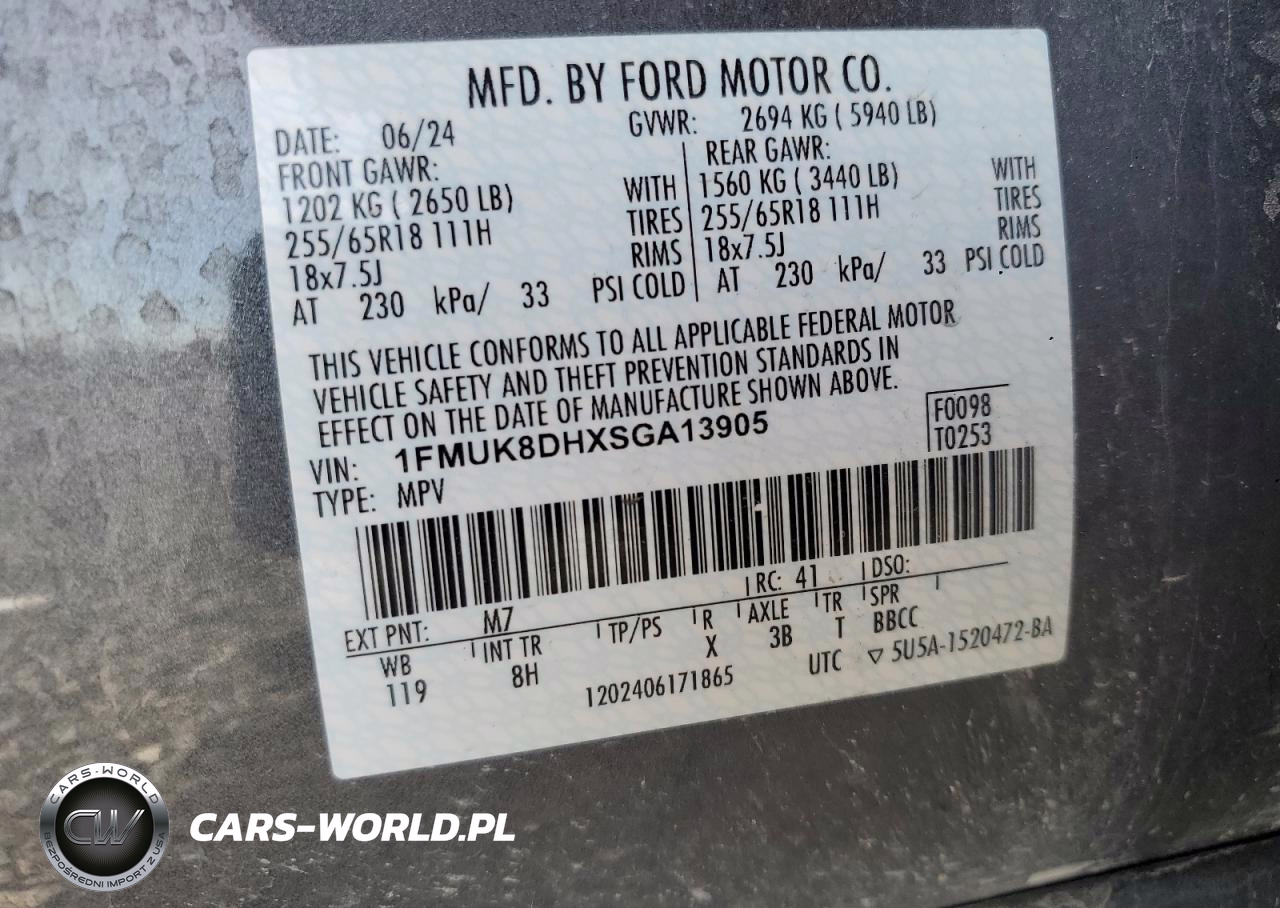 MFD. BY FORD MOTOR CO.
DATE: 06/24 GVWR: 2694 KG ( 5940 LB)
FRONT GAWR: REAR GAWR:
1202 KG ( 2650 LB) WITH 1560 KG ( 3440 LB) WITH
255/65R18 111H TIRES 255/65R18 111H TIRES
18x7.5J RIMS 18x7.5J RIMS
AT 230 kPa/ 33 PSI COLD AT 230 kPa/ 33 PSI COLD
THIS VEHICLE CONFORMS TO ALL APPLICABLE FEDERAL MOTOR
VEHICLE SAFETY AND THEFT PREVENTION STANDARDS IN
EFFECT ON THE DATE OF MANUFACTURE SHOWN ABOVE.
VIN: 1FMUK8DHXSGA13905 F0098
TYPE: MPV T0253
EXT PNT: M7 RC: 41 DSO:
WB INT TR TP/PS R AXLE TR SPR
119 8H X 3B T BBCC
1202406171865 UTC ▽ 5U5A-1520472-BA
CARS-WORLD
CW
BEZPOŚREDNI IMPORT Z USA
CARS-WORLD.PL